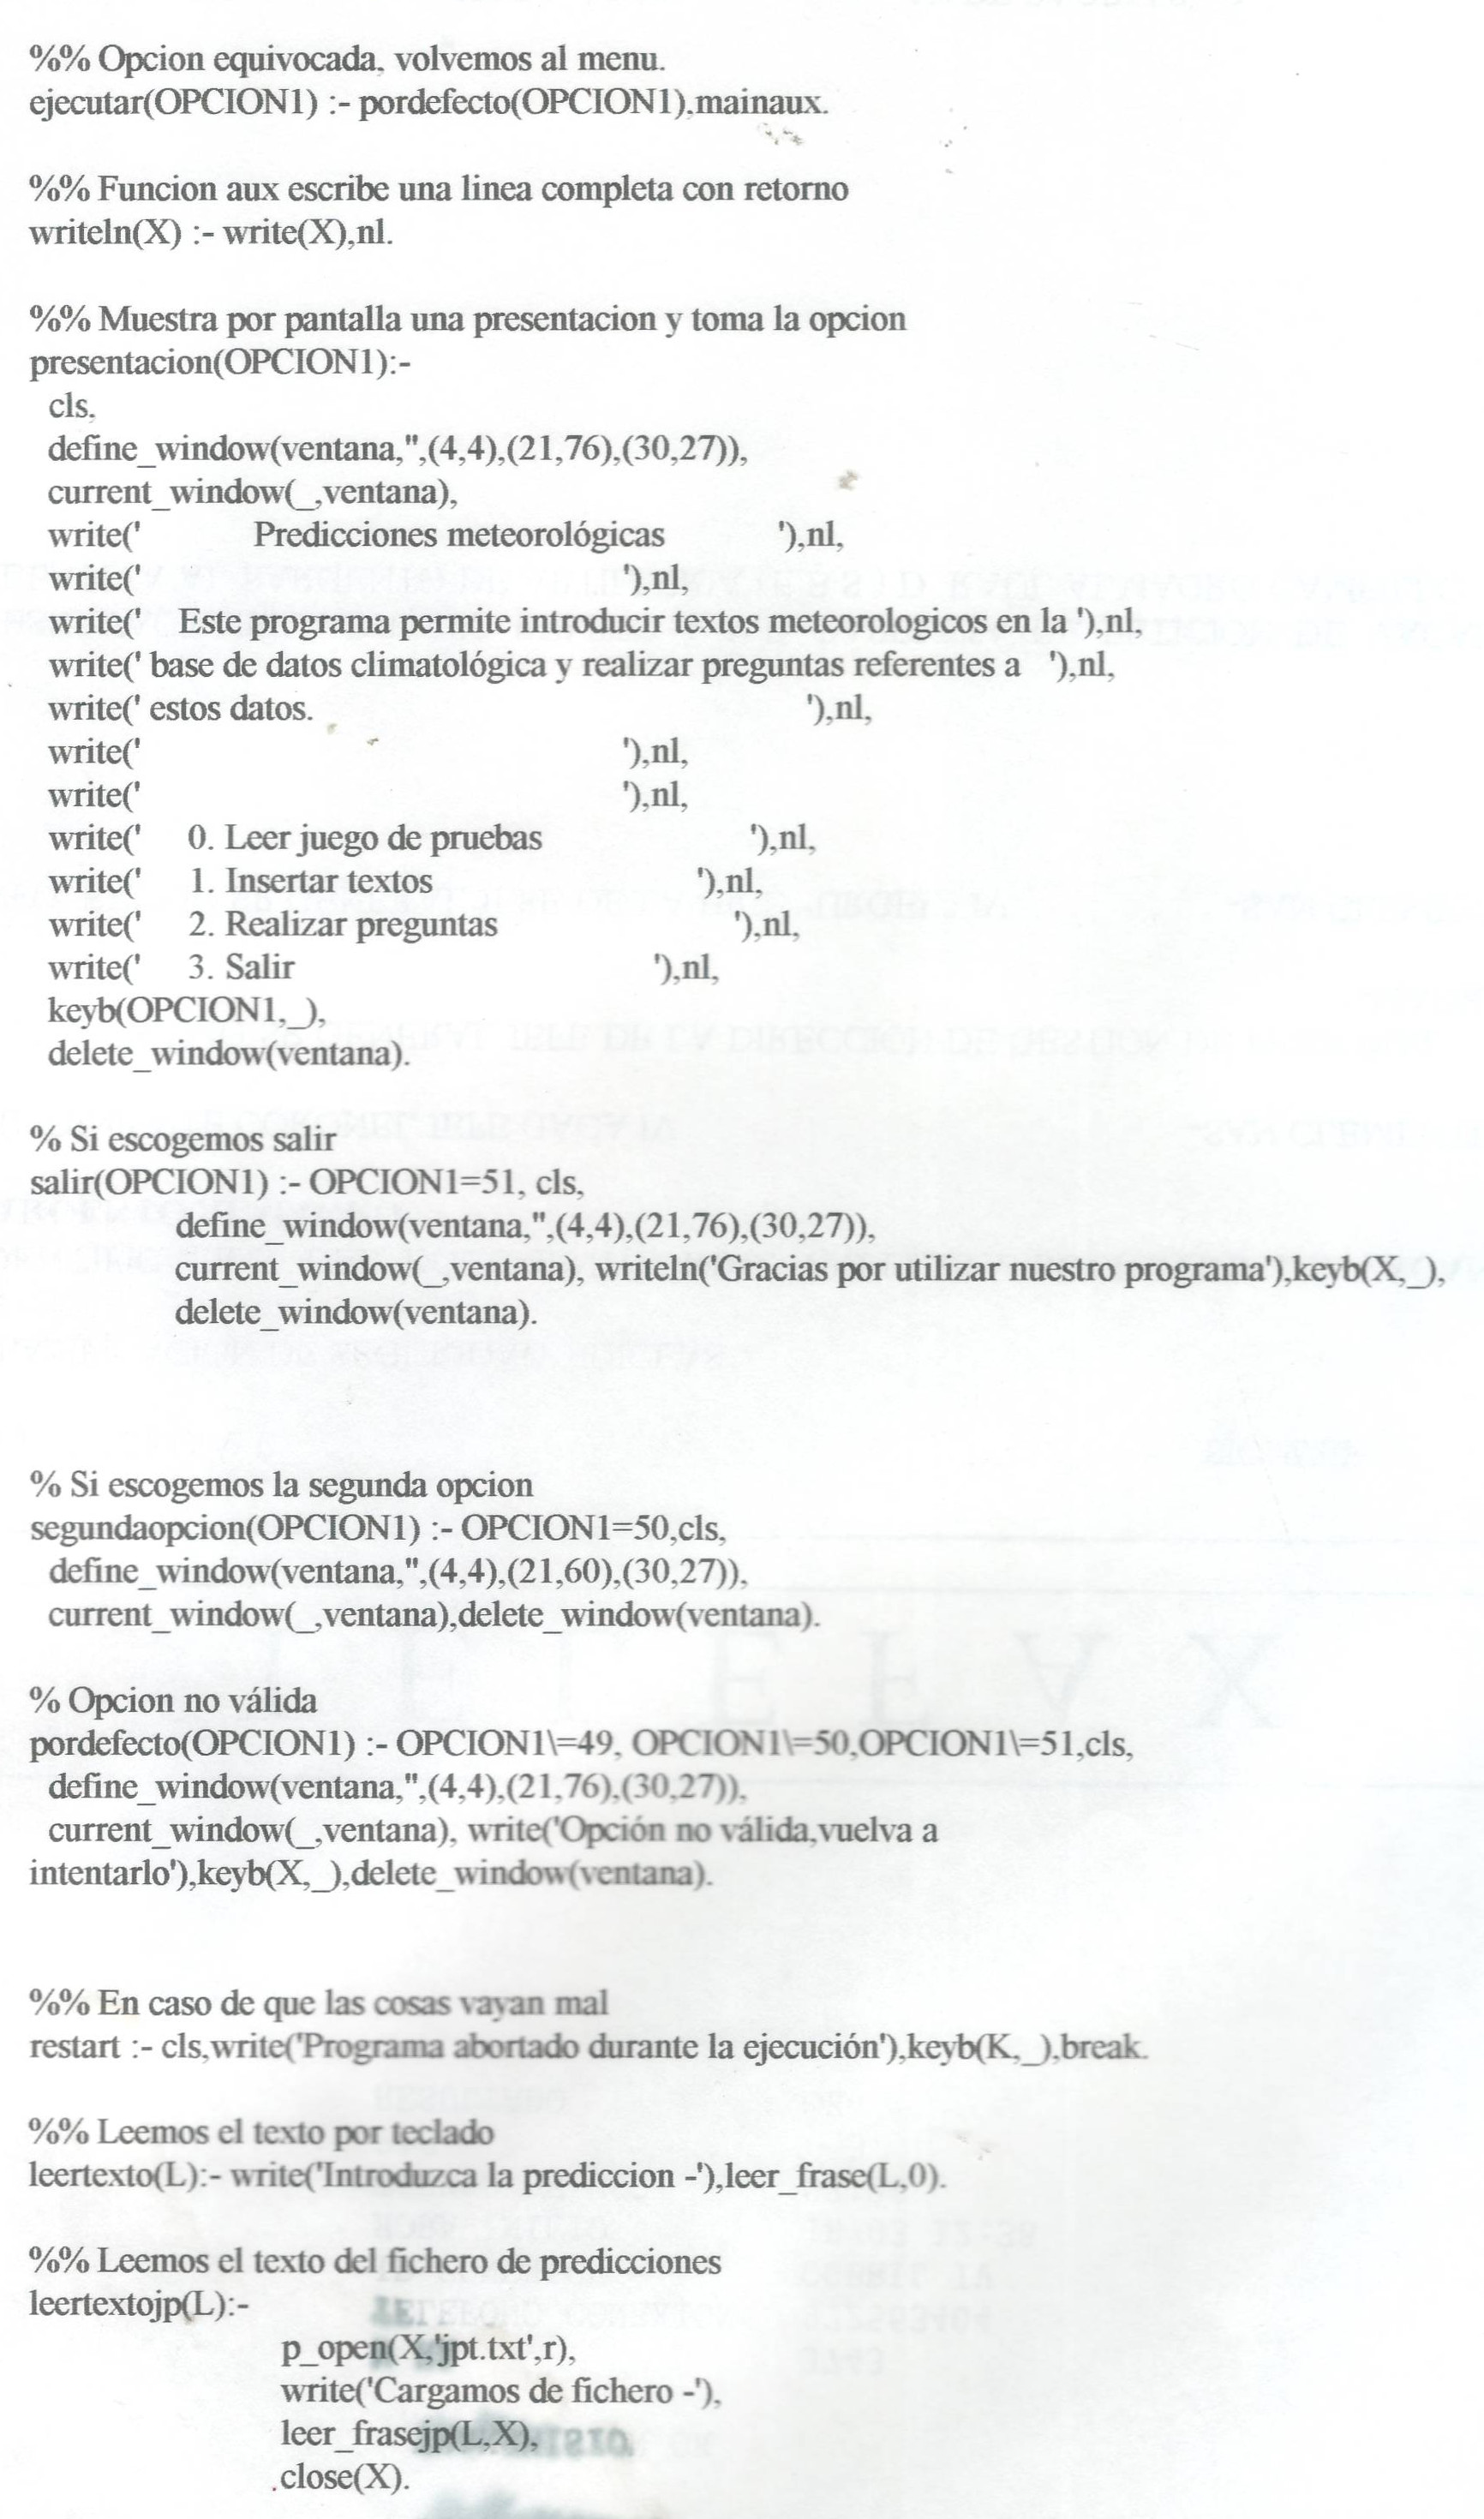 %% Opcion equivocada, volvemos al menu.
ejecutar(OPCION1) :- pordefecto(OPCION1),mainaux.
%% Funcion aux escribe una linea completa con retorno
writeln(X) :- write(X),nl.
%% Muestra por pantalla una presentacion y toma la opcion
presentacion(OPCION1):-
cls,
define_window(ventana,'',(4,4),(21,76),(30,27)),
current_window(_,ventana),
write('            Predicciones meteorológicas            '),nl,
write('                                                    '),nl,
write('    Este programa permite introducir textos meteorologicos en la '),nl,
write(' base de datos climatológica y realizar preguntas referentes a   '),nl,
write(' estos datos.                                                    '),nl,
write('                                                    '),nl,
write('                                                    '),nl,
write('     0. Leer juego de pruebas                      '),nl,
write('     1. Insertar textos                            '),nl,
write('     2. Realizar preguntas                         '),nl,
write('     3. Salir                                      '),nl,
keyb(OPCION1,_),
delete_window(ventana).
% Si escogemos salir
salir(OPCION1) :- OPCION1=51, cls,
define_window(ventana,'',(4,4),(21,76),(30,27)),
current_window(_,ventana), writeln('Gracias por utilizar nuestro programa'),keyb(X,_),
delete_window(ventana).
% Si escogemos la segunda opcion
segundaopcion(OPCION1) :- OPCION1=50,cls,
define_window(ventana,'',(4,4),(21,60),(30,27)),
current_window(_,ventana),delete_window(ventana).
% Opcion no válida
pordefecto(OPCION1) :- OPCION1\=49, OPCION1\=50,OPCION1\=51,cls,
define_window(ventana,'',(4,4),(21,76),(30,27)),
current_window(_,ventana), write('Opción no válida,vuelva a
intentarlo'),keyb(X,_),delete_window(ventana).
%% En caso de que las cosas vayan mal
restart :- cls,write('Programa abortado durante la ejecución'),keyb(K,_),break.
%% Leemos el texto por teclado
leertexto(L):- write('Introduzca la prediccion -'),leer_frase(L,0).
%% Leemos el texto del fichero de predicciones
leertextojp(L):-
p_open(X,'jpt.txt',r),
write('Cargamos de fichero -'),
leer_frasejp(L,X),
close(X).